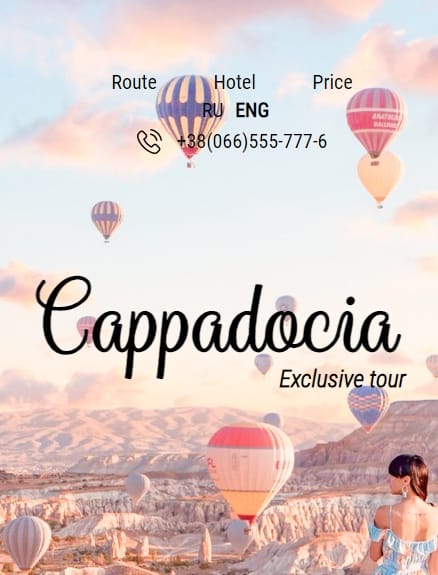 Route Hotel Price
RU ENG
+38(066)555-777-6
Cappadocia
Exclusive tour